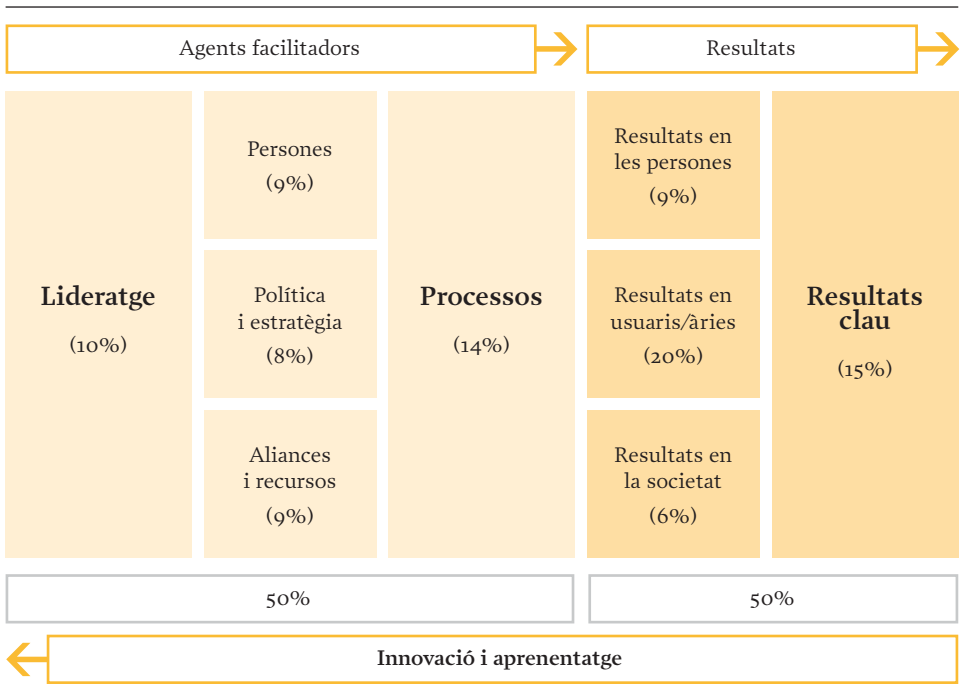 Agents facilitadors
Resultats
Lideratge
(10%)
Persones
(9%)
Política
i estratègia
(8%)
Aliances
i recursos
(9%)
Processos
(14%)
Resultats en
les persones
(9%)
Resultats en
usuaris/àries
(20%)
Resultats en
la societat
(6%)
Resultats
clau
(15%)
50%
50%
Innovació i aprenentatge